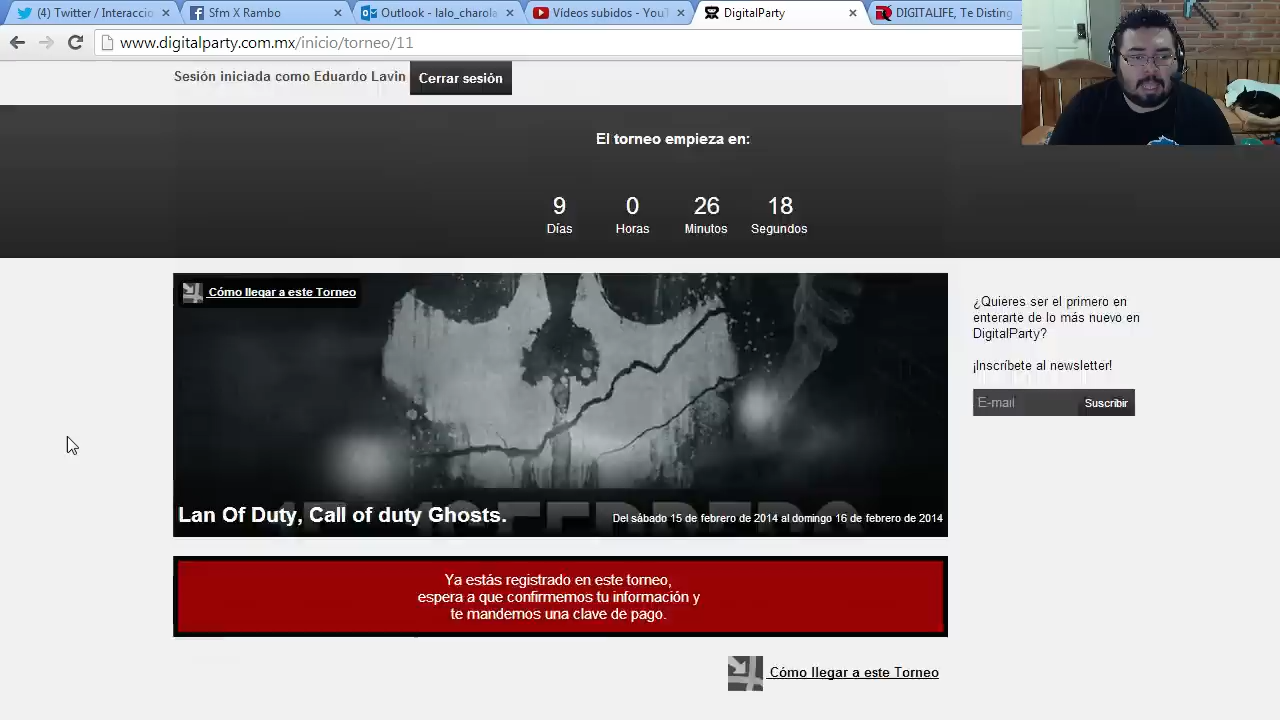 (4) Twitter / Interaccio
Sfm X Rambo
Outlook - lalo_charola
Vídeos subidos - YouT
DigitalParty
DIGITALIFE, Te Disting
www.digitalparty.com.mx/inicio/torneo/11
Sesión iniciada como Eduardo Lavin
Cerrar sesión
El torneo empieza en:
9 0 26 18
Días Horas Minutos Segundos
Cómo llegar a este Torneo
¿Quieres ser el primero en
enterarte de lo más nuevo en
DigitalParty?
¡Inscríbete al newsletter!
E-mail
Suscribir
Lan Of Duty, Call of duty Ghosts.
Del sábado 15 de febrero de 2014 al domingo 16 de febrero de 2014
Ya estás registrado en este torneo,
espera a que confirmemos tu información y
te mandemos una clave de pago.
Cómo llegar a este Torneo